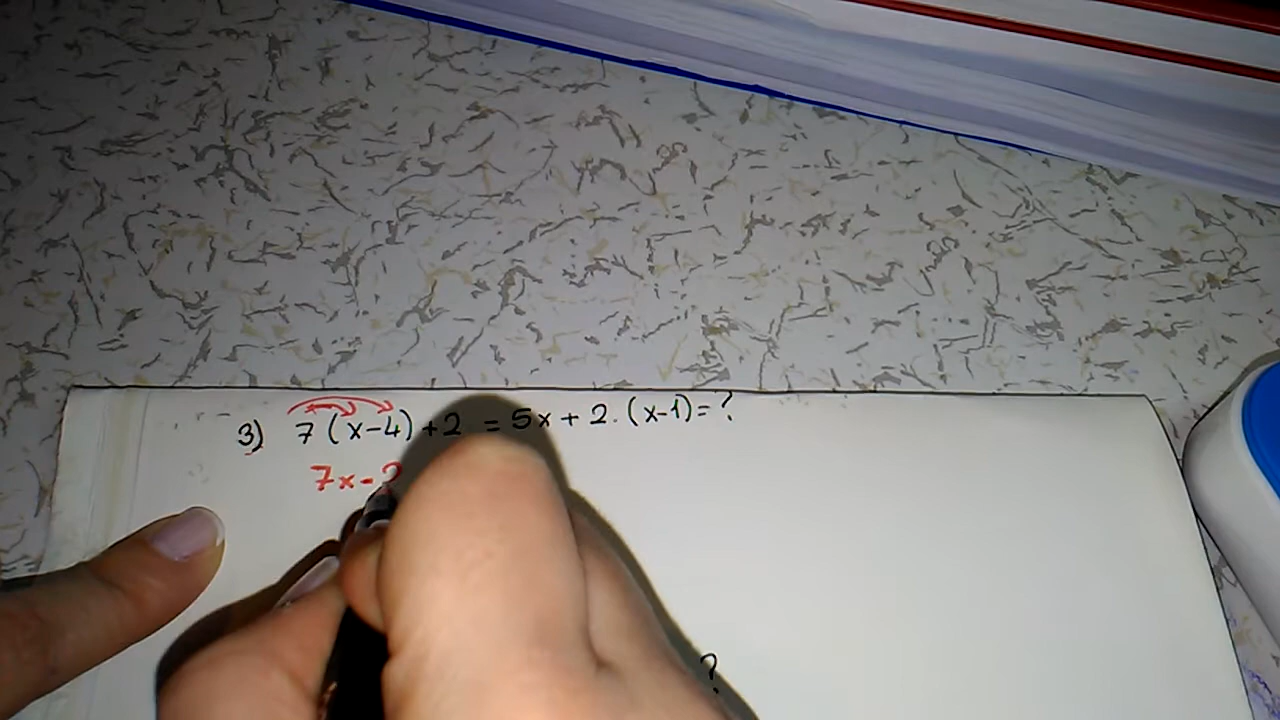 3) 7(x-4)+2 = 5x+2.(x-1)=?
7x-2
?